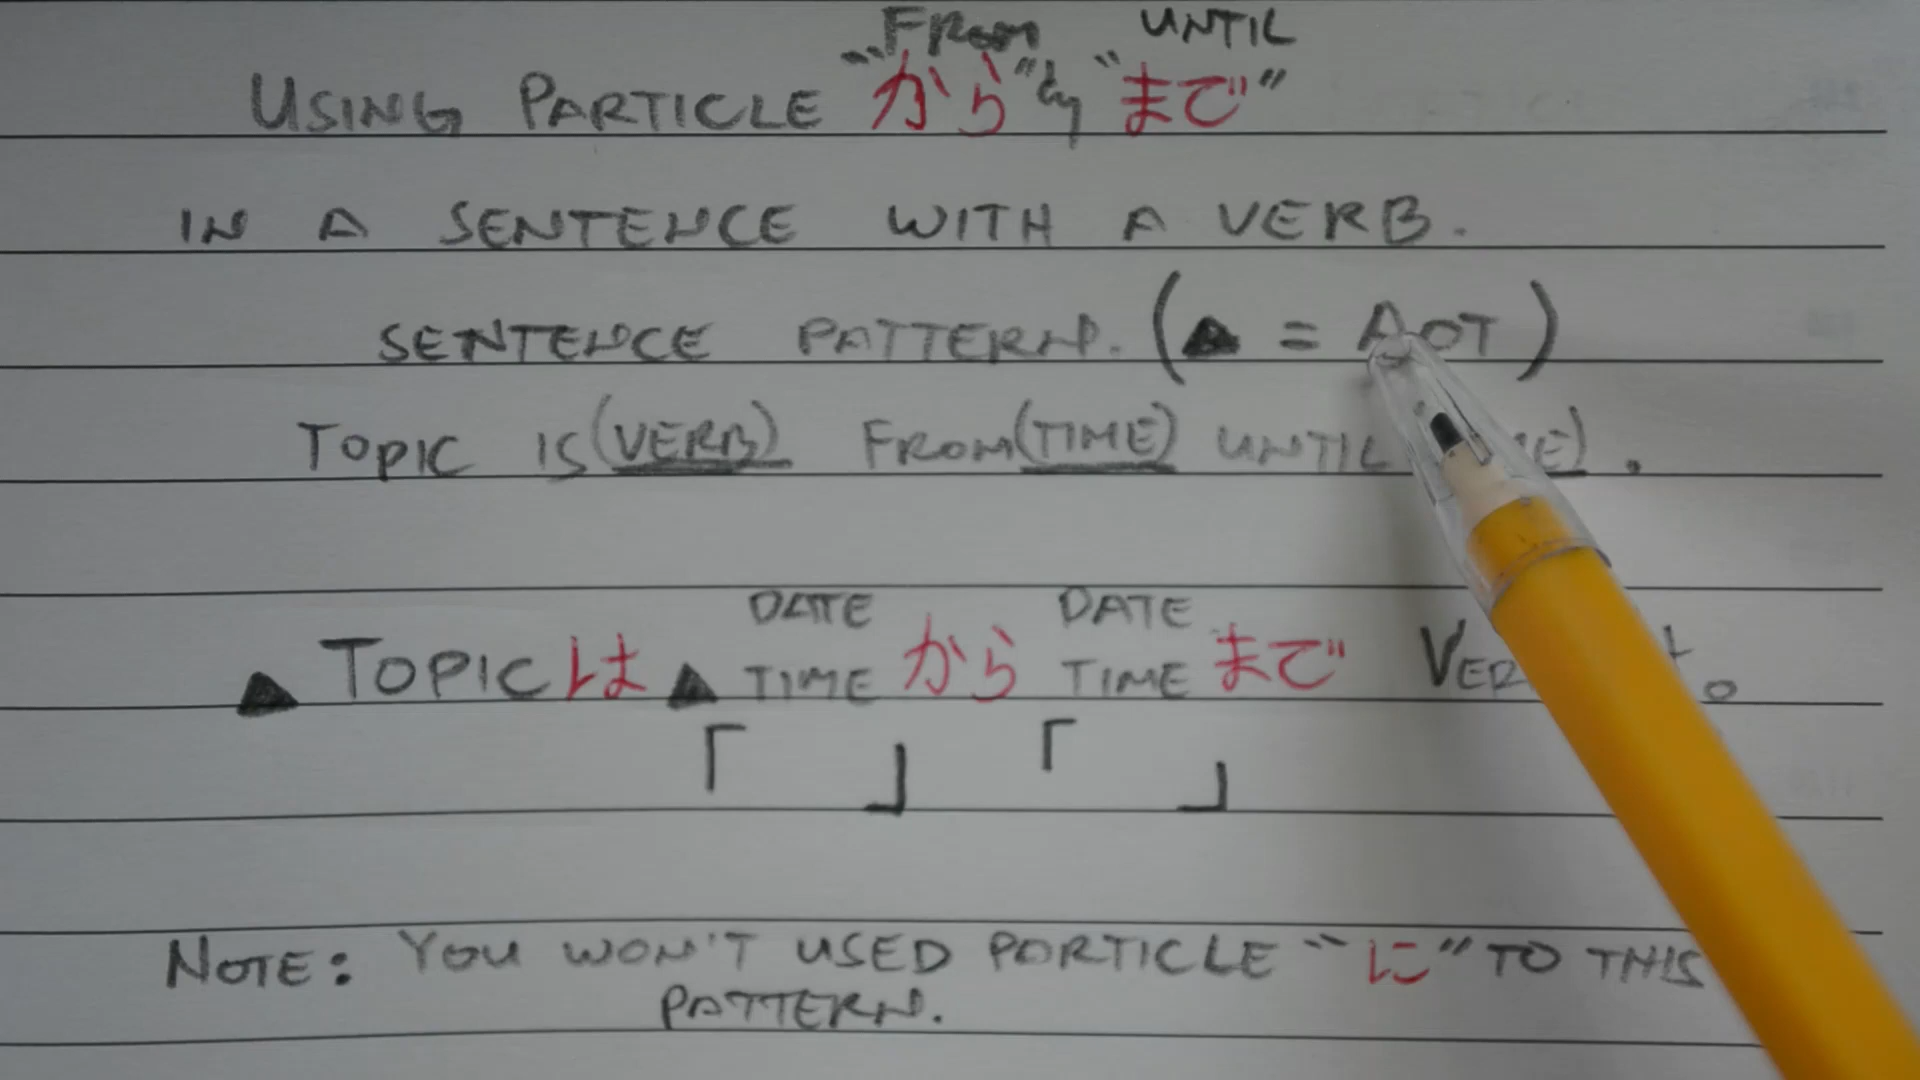 FROM UNTIL
USING PARTICLE "から" & "まで"
IN A SENTENCE WITH A VERB.
SENTENCE PATTERN. (▲ = AOT)
TOPIC IS (VERB) FROM (TIME) UNTIL .
DATE DATE
▲ TOPIC は ▲ TIME から TIME まで 。
「 」 「 」
NOTE: YOU WON'T USED PARTICLE "に" TO THIS
PATTERN.